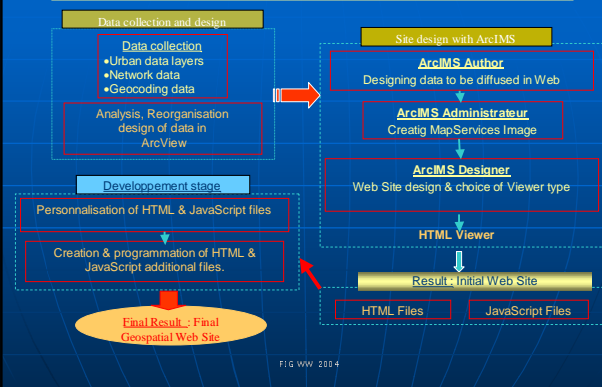 Data collection and design
Data collection
•Urban data layers
•Network data
•Geocoding data
Analysis, Reorganisation
design of data in
ArcView
Site design with ArcIMS
ArcIMS Author
Designing data to be diffused in Web
ArcIMS Administrateur
Creatig MapServices Image
ArcIMS Designer
Web Site design & choice of Viewer type
HTML Viewer
Result : Initial Web Site
HTML Files
JavaScript Files
Developpement stage
Personnalisation of HTML & JavaScript files
Creation & programmation of HTML &
JavaScript additional files.
Final Result : Final
Geospatial Web Site
FIG WW 2004